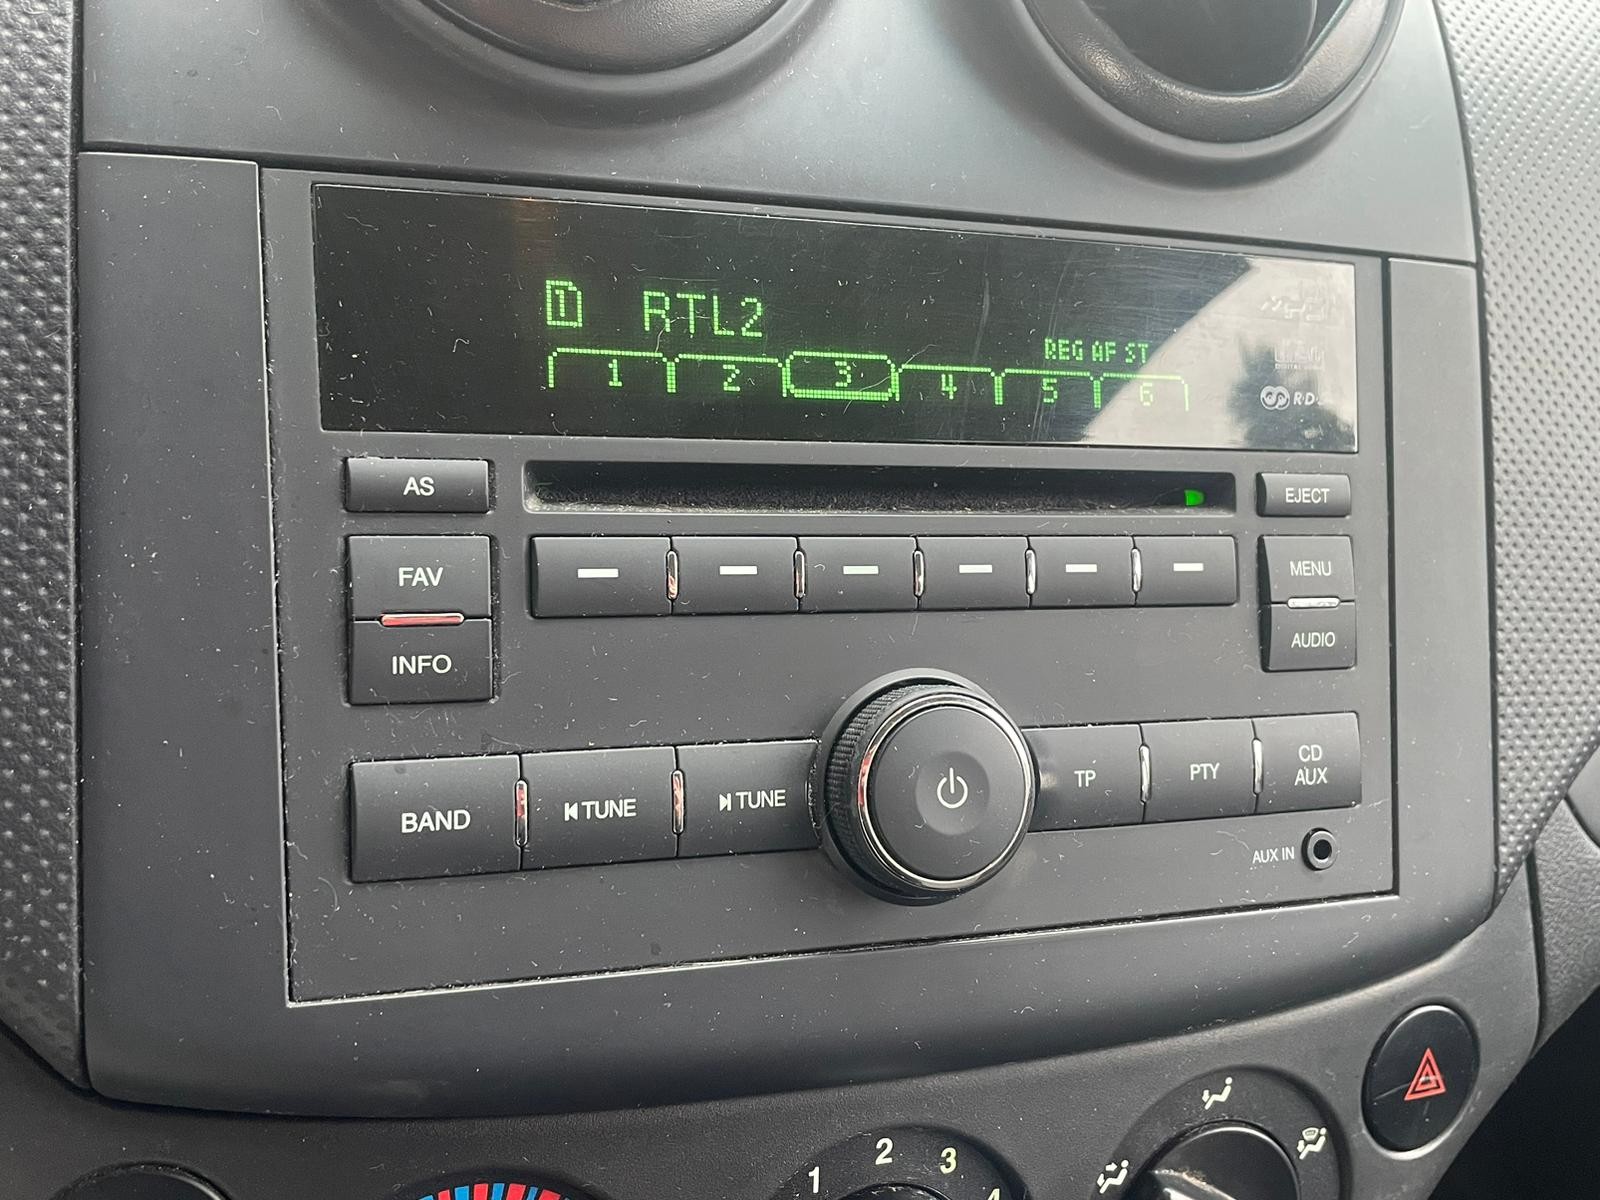 1 RTL2
REG AF ST
1 2 3 4 5 6
AS
EJECT
FAV
MENU
INFO
AUDIO
BAND
TUNE
TUNE
TP
PTY
CD
AUX
AUX IN
1 2 3 4